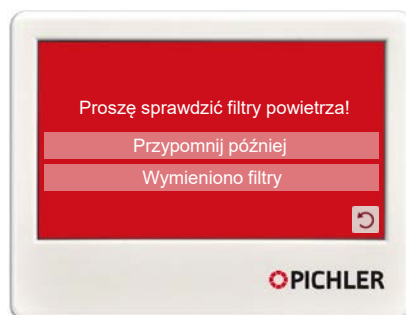 Proszę sprawdzić filtry powietrza!
Przypomnij później
Wymieniono filtry
PICHLER